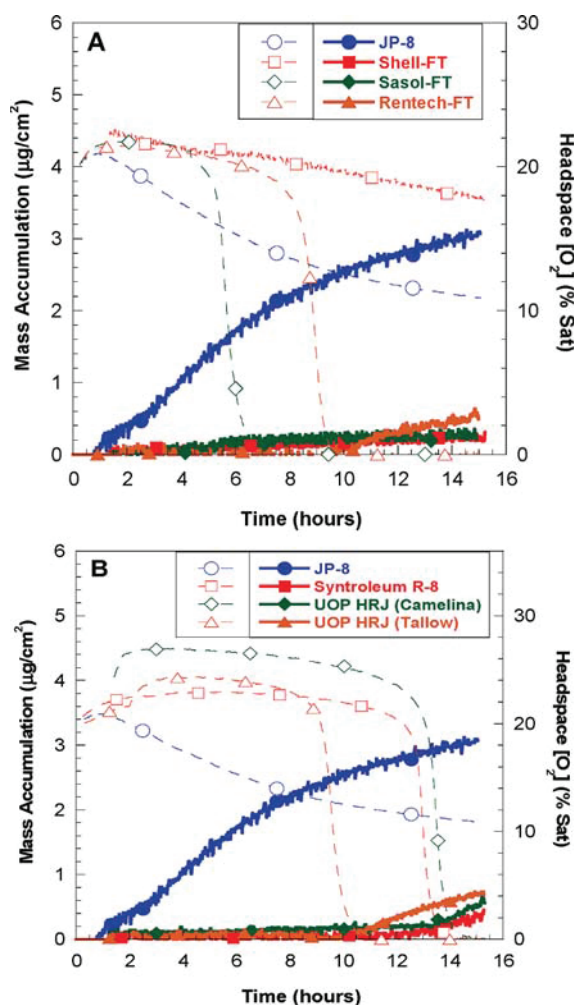 6
5
4
3
2
1
0
Mass Accumulation (µg/cm²)
A
JP-8
Shell-FT
Sasol-FT
Rentech-FT
30
20
10
0
Headspace [O₂] (% Sat)
0 2 4 6 8 10 12 14 16
Time (hours)
6
5
4
3
2
1
0
Mass Accumulation (µg/cm²)
B
JP-8
Syntroleum R-8
UOP HRJ (Camelina)
UOP HRJ (Tallow)
30
20
10
0
Headspace [O₂] (% Sat)
0 2 4 6 8 10 12 14 16
Time (hours)